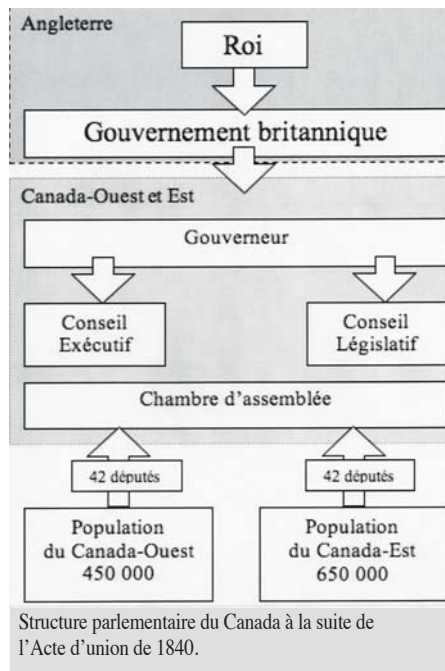 Angleterre
Roi
Gouvernement britannique
Canada-Ouest et Est
Gouverneur
Conseil
Exécutif
Conseil
Législatif
Chambre d'assemblée
42 députés
42 députés
Population
du Canada-Ouest
450 000
Population
du Canada-Est
650 000
Structure parlementaire du Canada à la suite de
l'Acte d'union de 1840.